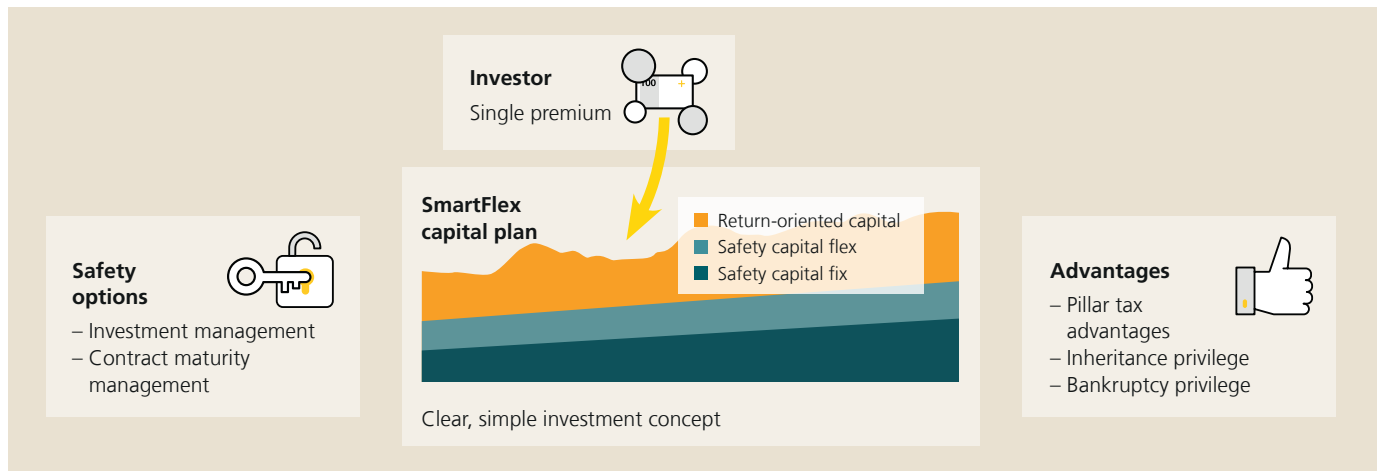 Investor
Single premium
100 +
SmartFlex
capital plan
Return-oriented capital
Safety capital flex
Safety capital fix
Clear, simple investment concept
Safety
options
– Investment management
– Contract maturity
management
Advantages
– Pillar tax
advantages
– Inheritance privilege
– Bankruptcy privilege